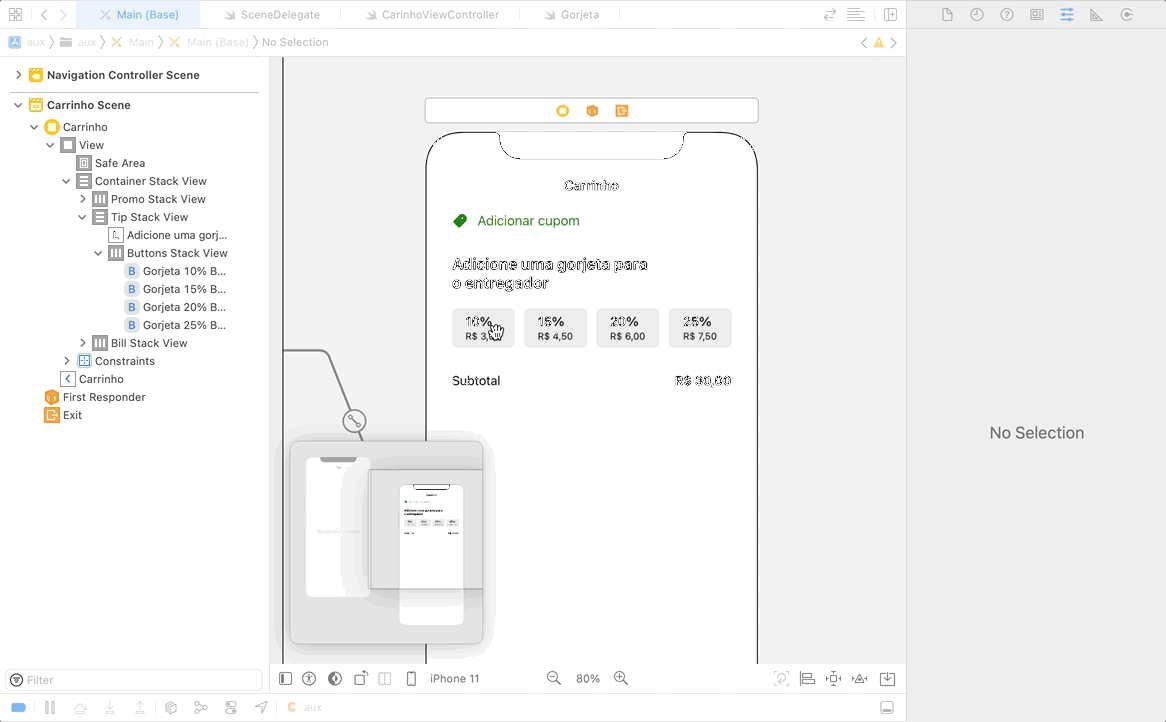 Main (Base)
SceneDelegate
CarinhoViewController
Gorjeta
aux
aux
Main
Main (Base)
No Selection
Navigation Controller Scene
Carrinho Scene
Carrinho
View
Safe Area
Container Stack View
Promo Stack View
Tip Stack View
Adicione uma gorj...
Buttons Stack View
B Gorjeta 10% B...
B Gorjeta 15% B...
B Gorjeta 20% B...
B Gorjeta 25% B...
Bill Stack View
Constraints
Carrinho
First Responder
Exit
Filter
aux
Carrinho
Adicionar cupom
Adicione uma gorjeta para
o entregador
10% 15% 20% 25%
R$ 3, R$ 4,50 R$ 6,00 R$ 7,50
Subtotal R$ 30,00
iPhone 11
80%
No Selection